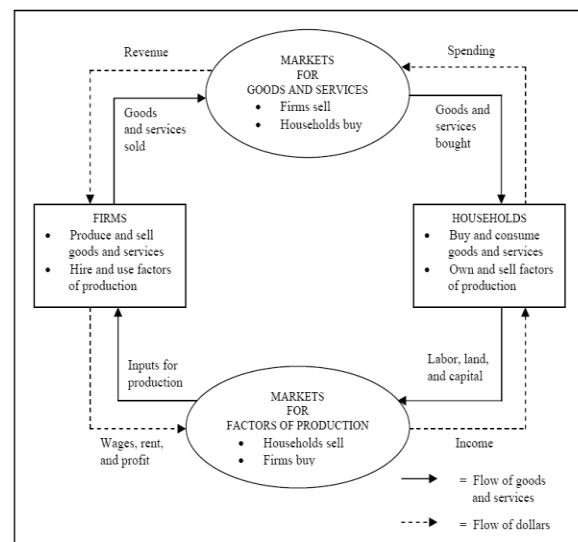 Revenue
MARKETS
FOR
GOODS AND SERVICES
• Firms sell
• Households buy
Spending
Goods
and services
sold
Goods and
services
bought
FIRMS
• Produce and sell
goods and services
• Hire and use factors
of production
HOUSEHOLDS
• Buy and consume
goods and services
• Own and sell factors
of production
Inputs for
production
Labor, land,
and capital
MARKETS
FOR
FACTORS OF PRODUCTION
• Households sell
• Firms buy
Wages, rent,
and profit
Income
= Flow of goods
and services
= Flow of dollars